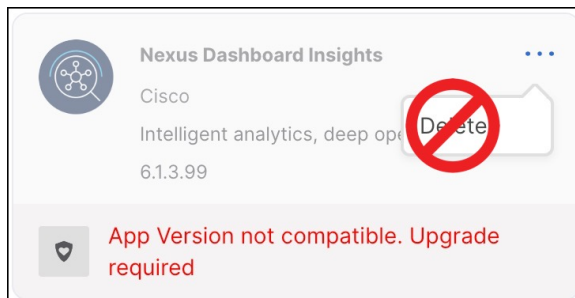 Nexus Dashboard Insights
Cisco
Intelligent analytics, deep ope
Delete
6.1.3.99
App Version not compatible. Upgrade
required